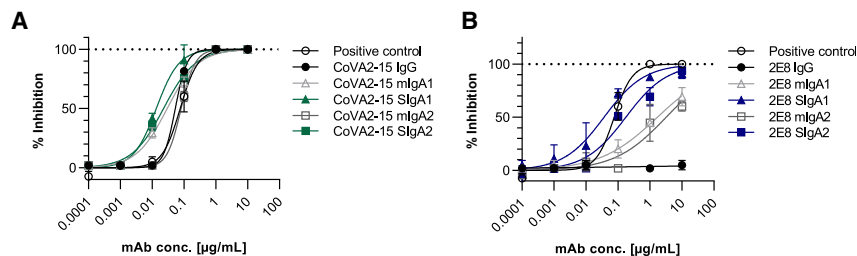 A
% Inhibition
100
50
0
0.0001
0.001
0.01
0.1
1
10
100
mAb conc. [µg/mL]
Positive control
CoVA2-15 IgG
CoVA2-15 mIgA1
CoVA2-15 SIgA1
CoVA2-15 mIgA2
CoVA2-15 SIgA2
B
% Inhibition
100
50
0
0.0001
0.001
0.01
0.1
1
10
100
mAb conc. [µg/mL]
Positive control
2E8 IgG
2E8 mIgA1
2E8 SIgA1
2E8 mIgA2
2E8 SIgA2